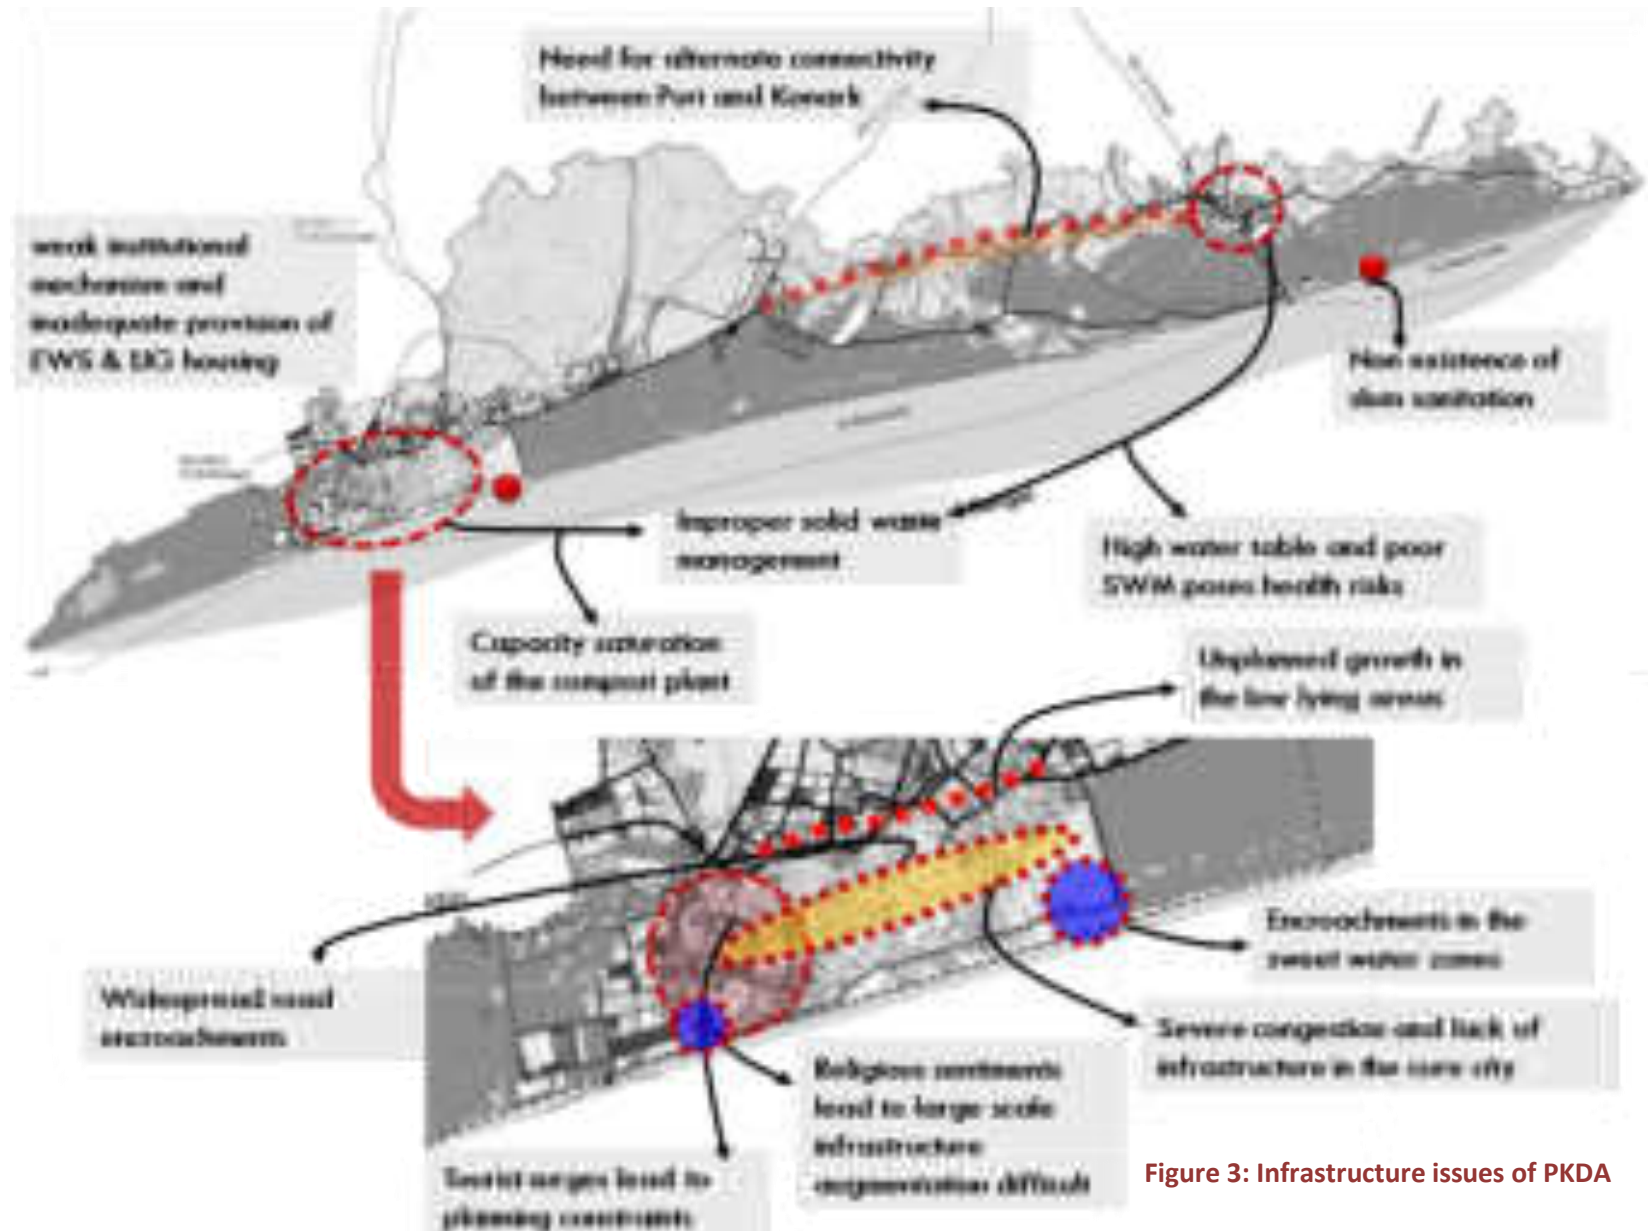 Need for alternate connectivity
between Puri and Konark
weak institutional
mechanism and
inadequate provision of
EWS & LIG housing
Non existence of
slum sanitation
Improper solid waste
management
High water table and poor
SWM poses health risks
Capacity saturation
of the compost plant
Unplanned growth in
the low lying areas
Widespread road
encroachments
Encroachments in the
sweet water zones
Severe congestion and lack of
infrastructure in the core city
Religious sentiments
lead to large scale
infrastructure
augmentation difficult
Tourist surges lead to
planning constraints
Figure 3: Infrastructure issues of PKDA